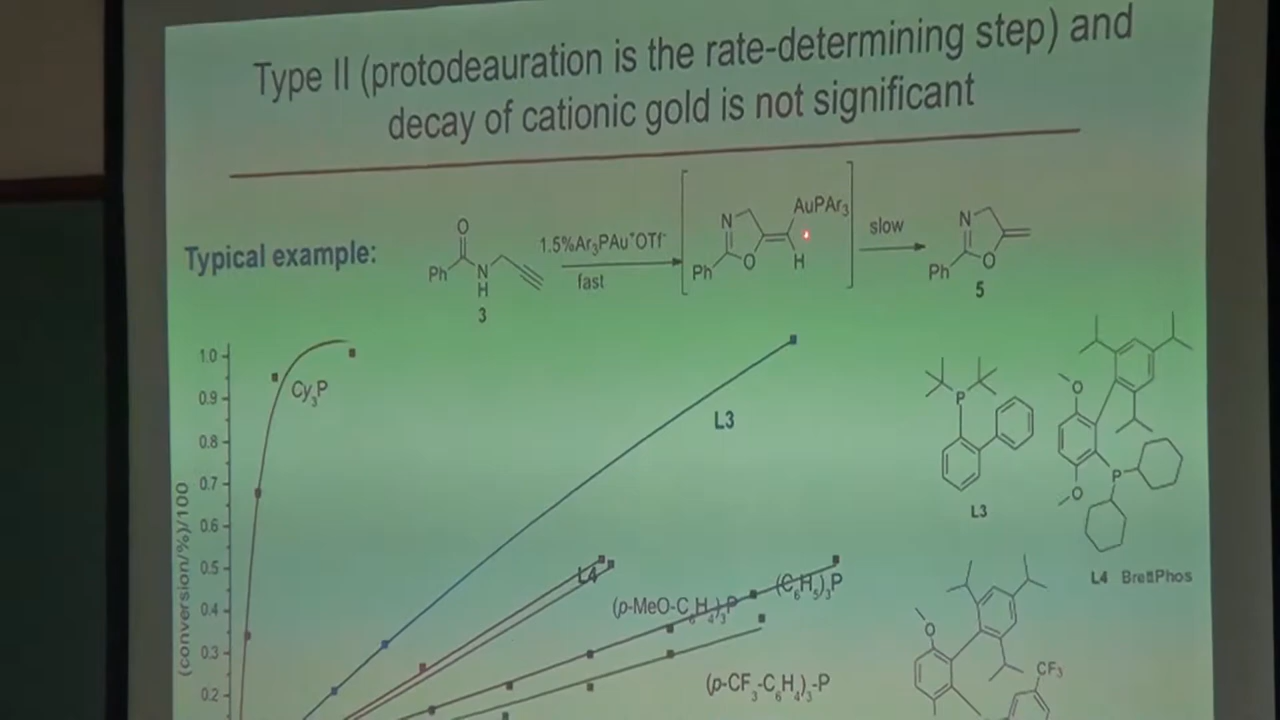 Type II (protodeauration is the rate-determining step) and
decay of cationic gold is not significant
Typical example:
O
Ph
N
H
3
1.5%Ar₃PAu⁺OTf⁻
fast
N
O
Ph
AuPAr₃
H
slow
N
O
Ph
5
(conversion/%)/100
1.0
0.9
0.8
0.7
0.6
0.5
0.4
0.3
0.2
Cy₃P
L3
L4
(p-MeO-C₆H₄)₃P
(C₆H₅)₃P
(p-CF₃-C₆H₄)₃-P
P
L3
O
O
P
L4 BrettPhos
O
CF₃